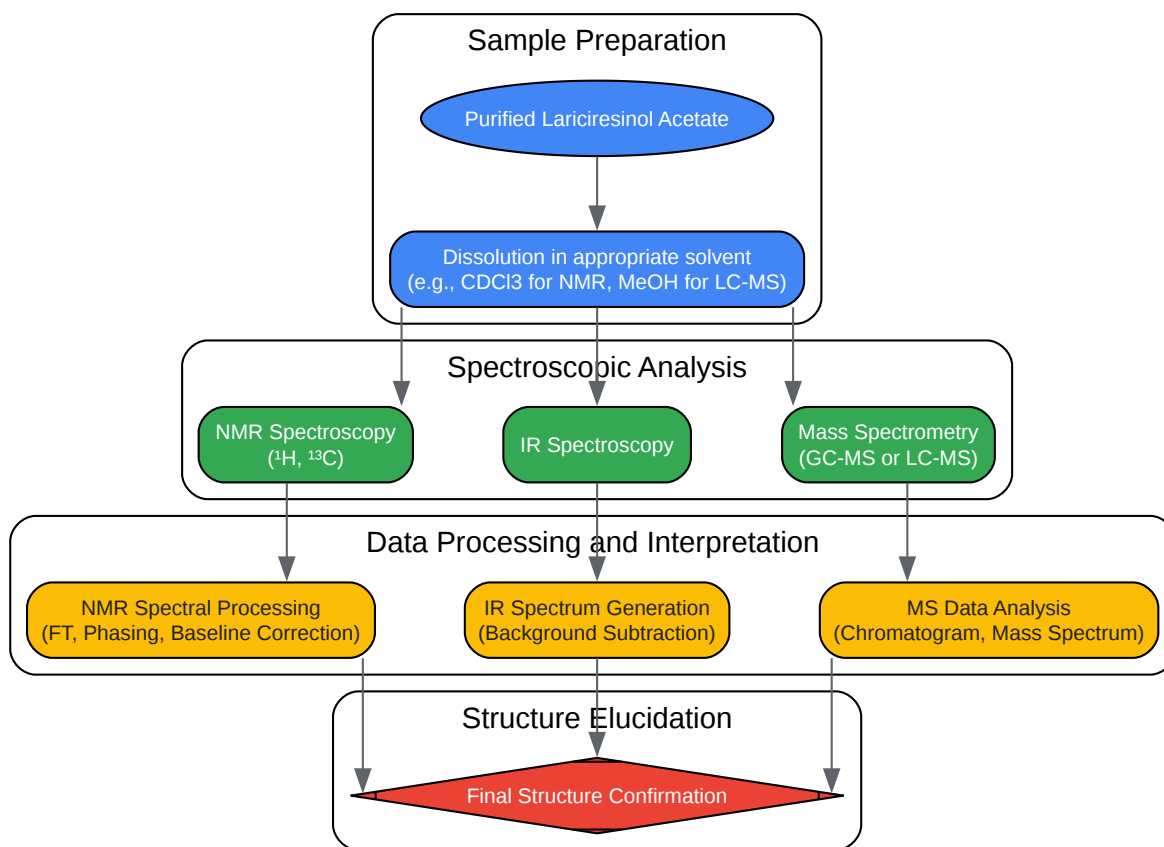 Sample Preparation
Purified Lariciresinol Acetate
Dissolution in appropriate solvent
(e.g., CDCl3 for NMR, MeOH for LC-MS)
Spectroscopic Analysis
NMR Spectroscopy
(¹H, ¹³C)
IR Spectroscopy
Mass Spectrometry
(GC-MS or LC-MS)
Data Processing and Interpretation
NMR Spectral Processing
(FT, Phasing, Baseline Correction)
IR Spectrum Generation
(Background Subtraction)
MS Data Analysis
(Chromatogram, Mass Spectrum)
Structure Elucidation
Final Structure Confirmation